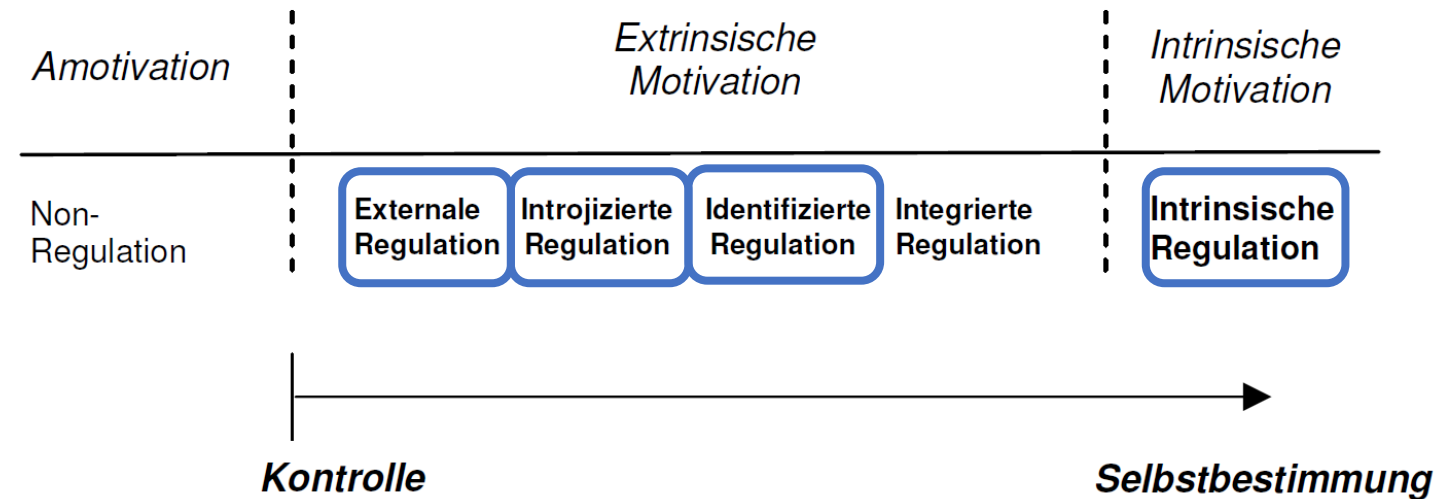 Amotivation
Extrinsische
Motivation
Intrinsische
Motivation
Non-
Regulation
Externale
Regulation
Introjizierte
Regulation
Identifizierte
Regulation
Integrierte
Regulation
Intrinsische
Regulation
Kontrolle
Selbstbestimmung